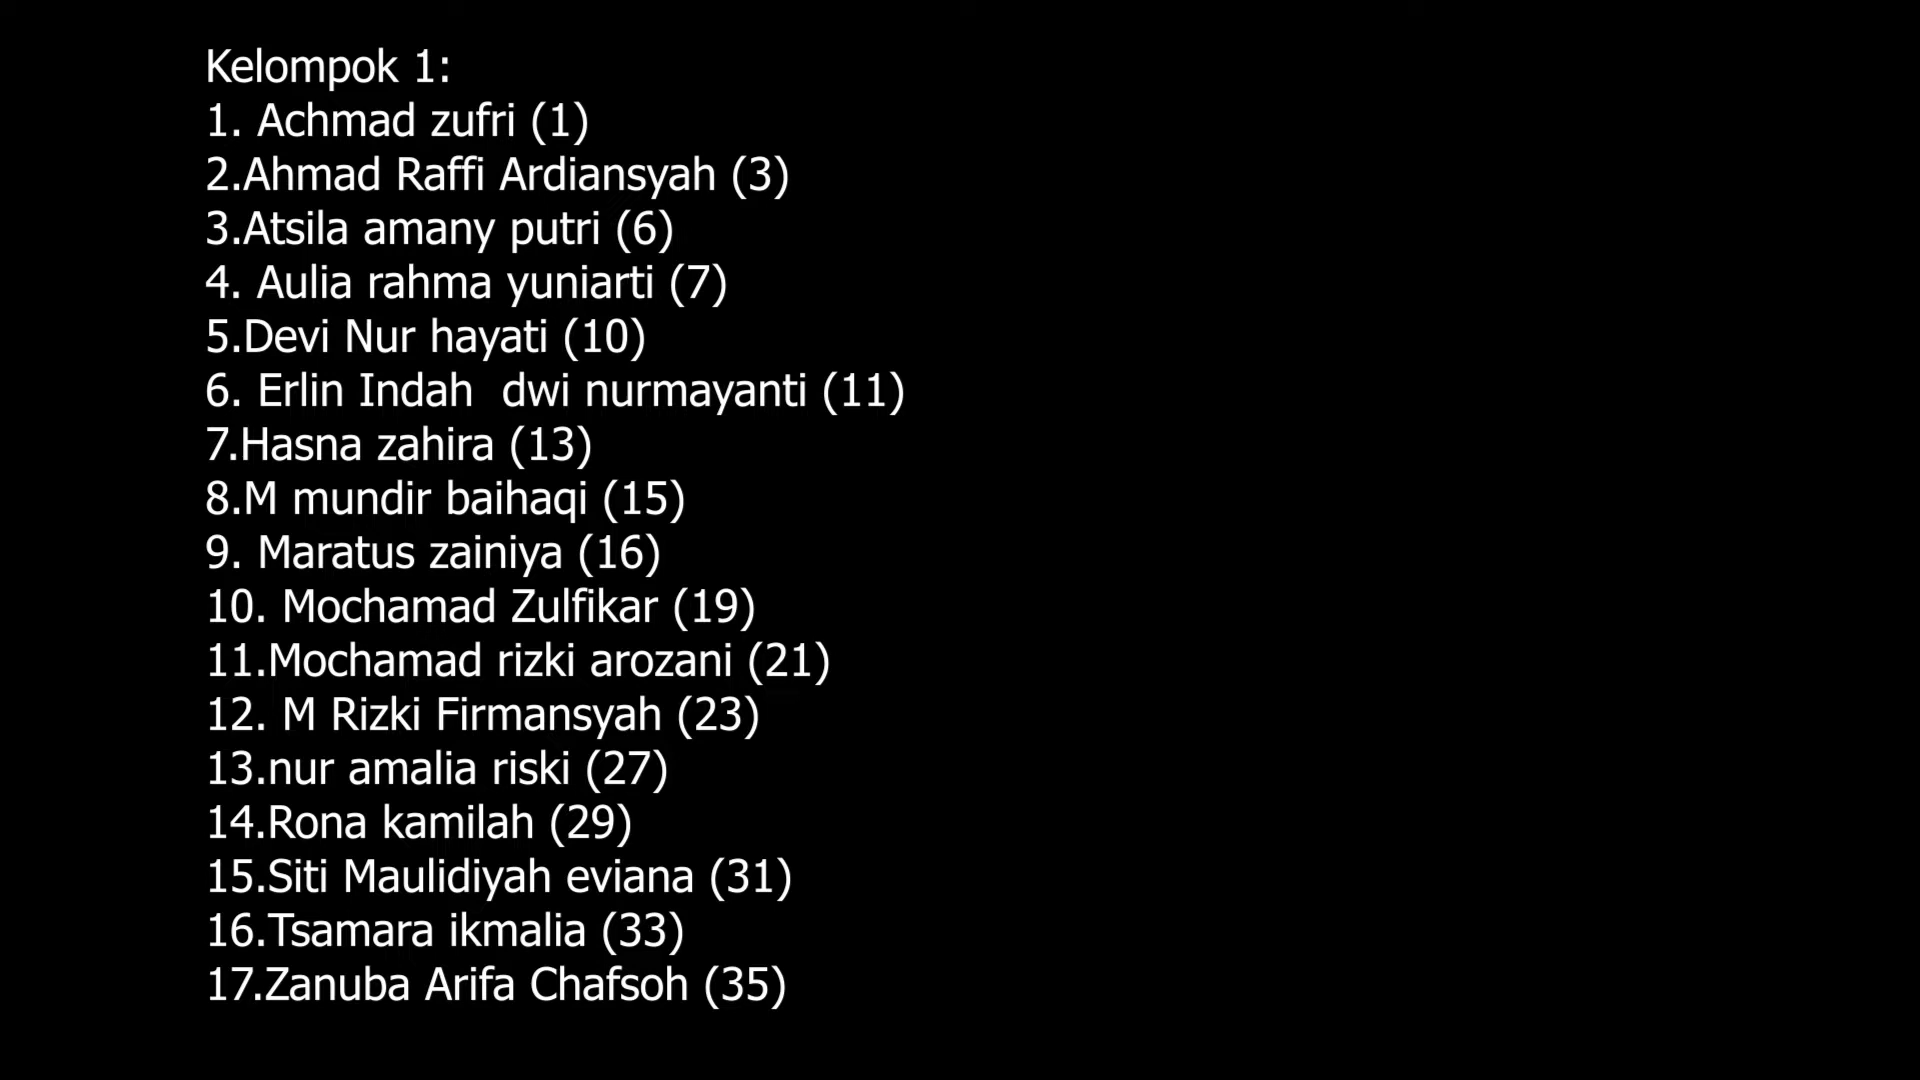 Kelompok 1:
1. Achmad zufri (1)
2.Ahmad Raffi Ardiansyah (3)
3.Atsila amany putri (6)
4. Aulia rahma yuniarti (7)
5.Devi Nur hayati (10)
6. Erlin Indah  dwi nurmayanti (11)
7.Hasna zahira (13)
8.M mundir baihaqi (15)
9. Maratus zainiya (16)
10. Mochamad Zulfikar (19)
11.Mochamad rizki arozani (21)
12. M Rizki Firmansyah (23)
13.nur amalia riski (27)
14.Rona kamilah (29)
15.Siti Maulidiyah eviana (31)
16.Tsamara ikmalia (33)
17.Zanuba Arifa Chafsoh (35)